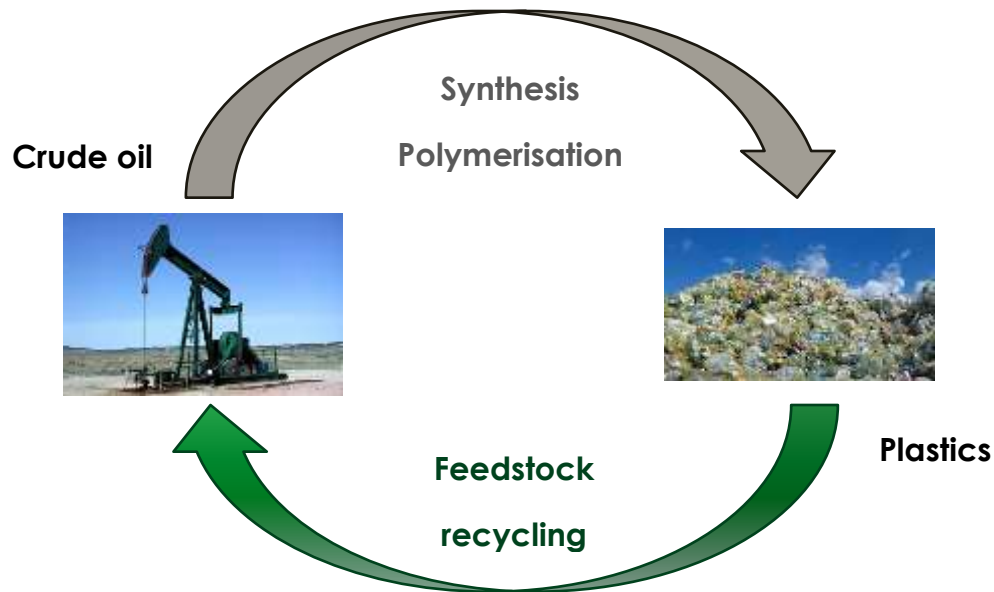 Synthesis
Crude oil
Polymerisation
Feedstock
Plastics
recycling